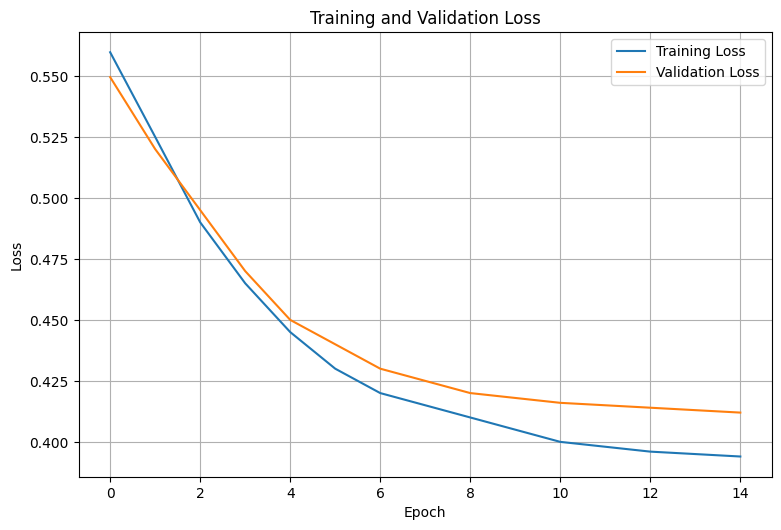 Training and Validation Loss
Training Loss
Validation Loss
0.550
0.525
0.500
0.475
0.450
0.425
0.400
Loss
0 2 4 6 8 10 12 14
Epoch